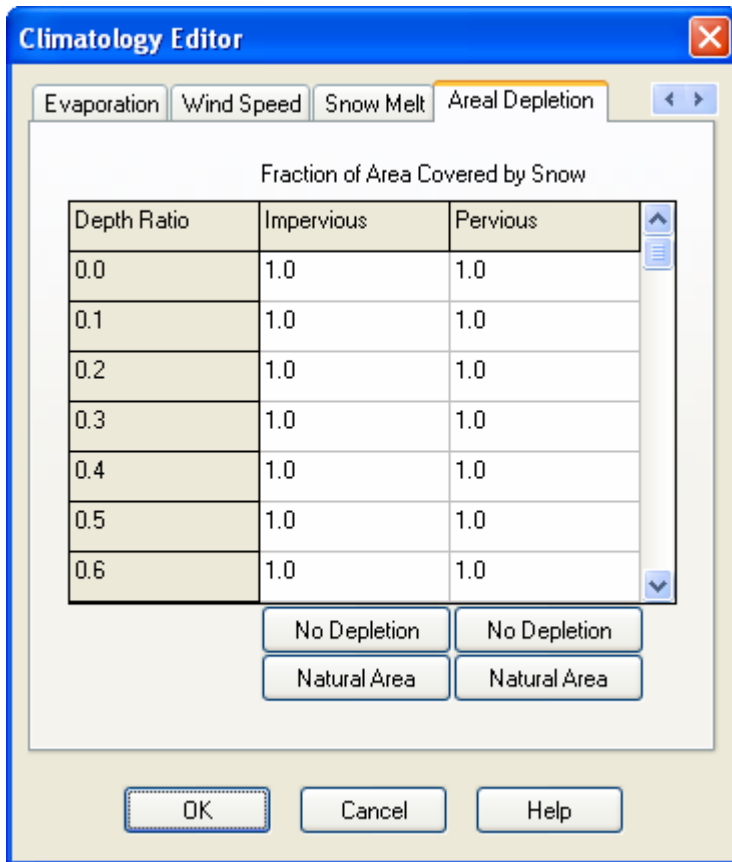 Climatology Editor
Evaporation Wind Speed Snow Melt Areal Depletion
Fraction of Area Covered by Snow
Depth Ratio Impervious Pervious
0.0 1.0 1.0
0.1 1.0 1.0
0.2 1.0 1.0
0.3 1.0 1.0
0.4 1.0 1.0
0.5 1.0 1.0
0.6 1.0 1.0
No Depletion No Depletion
Natural Area Natural Area
OK Cancel Help